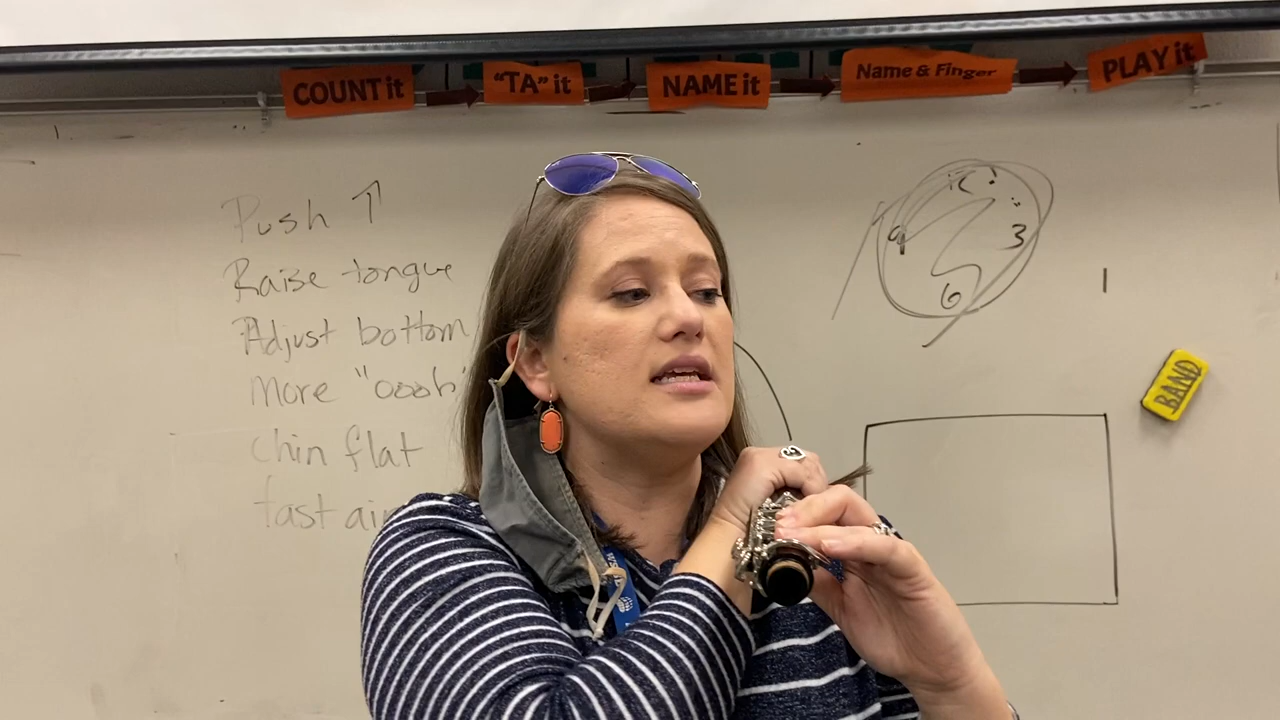 COUNT it
"TA" it
NAME it
Name & Finger
PLAY it
Push ↑
Raise tongue
Adjust bottom
More "oooh"
Chin flat
fast air
12
9
3
6
BAND